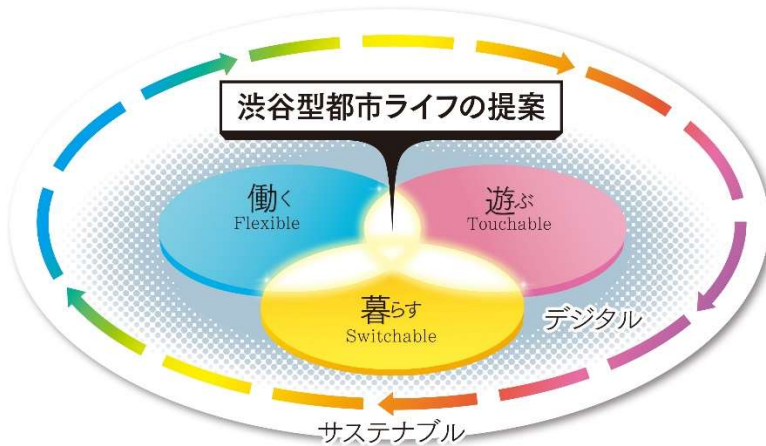 渋谷型都市ライフの提案
働く
Flexible
遊ぶ
Touchable
暮らす
Switchable
デジタル
サステナブル